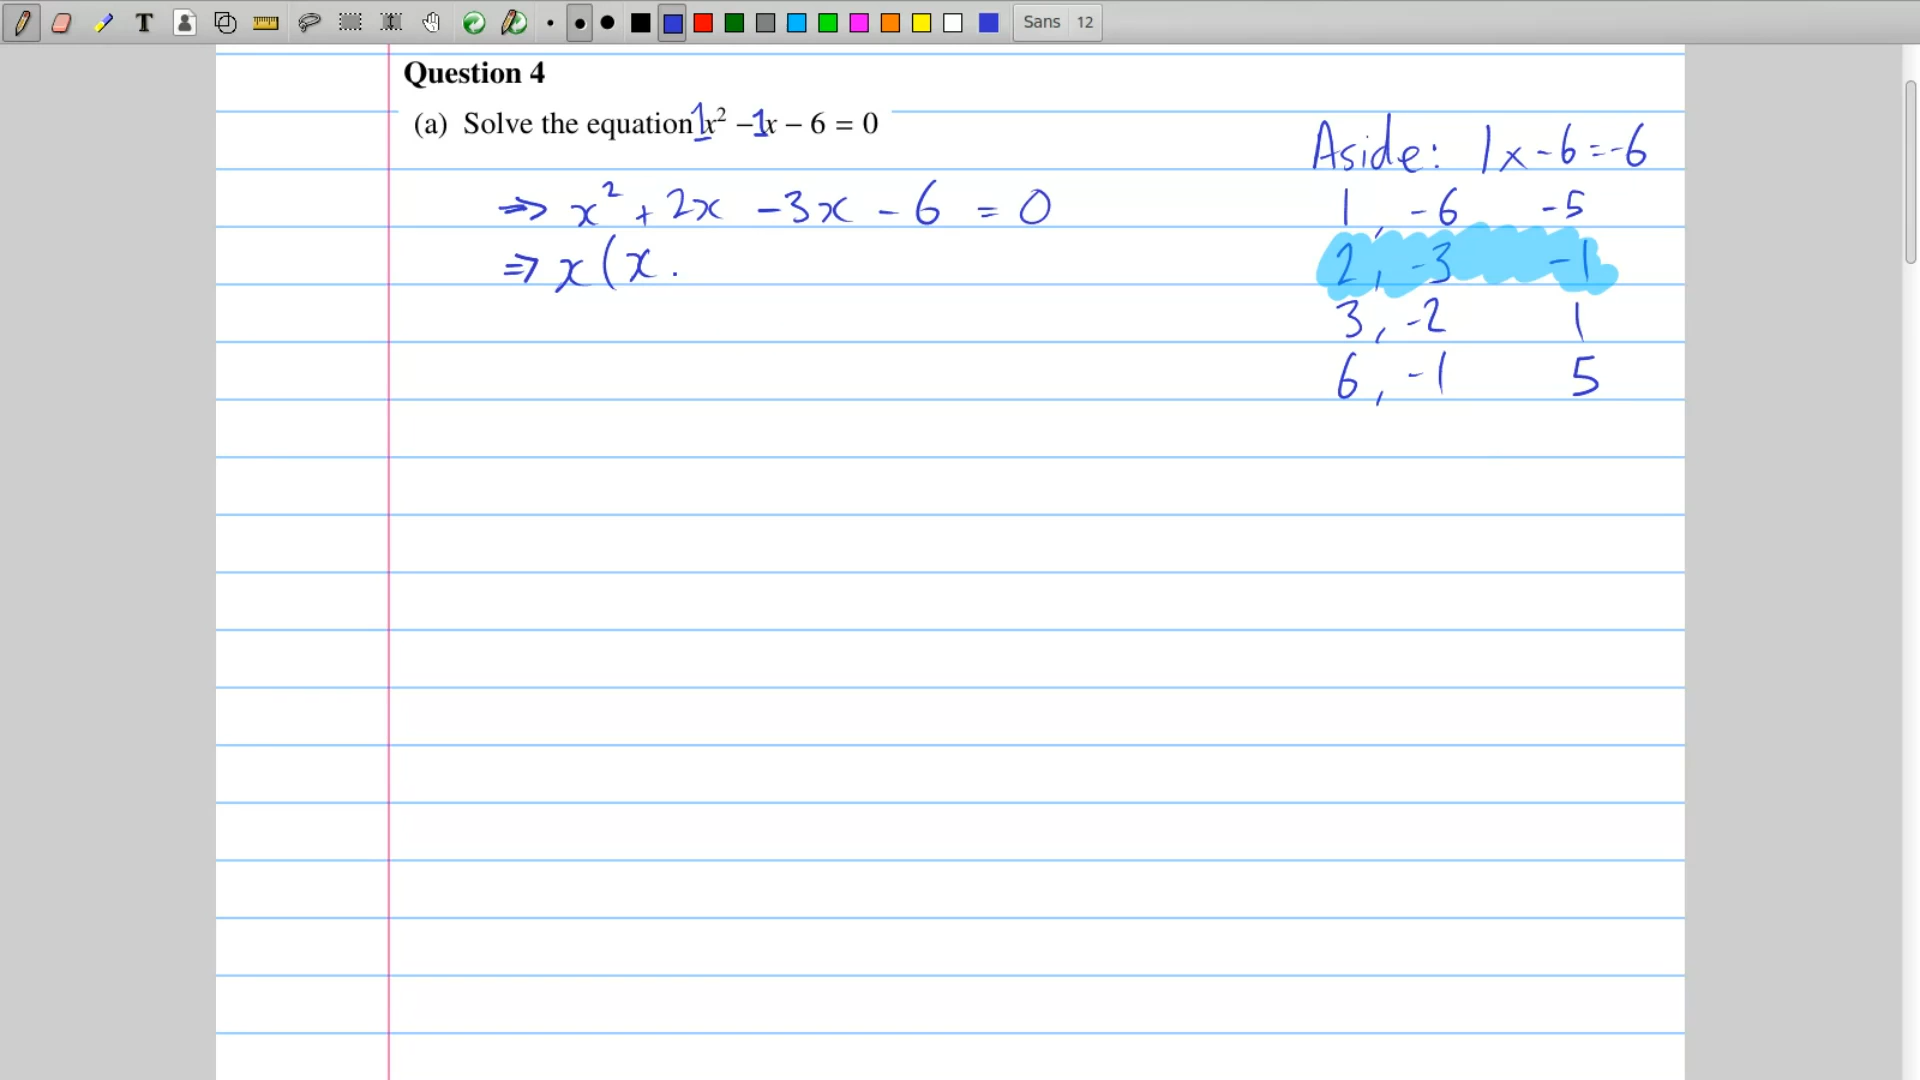 T Sans 12
Question 4
(a) Solve the equation 1x² – 1x – 6 = 0
⇒ x² + 2x - 3x - 6 = 0
⇒ x(x .
Aside: 1x-6=-6
1, -6 -5
2, -3 -1
3, -2 1
6, -1 5